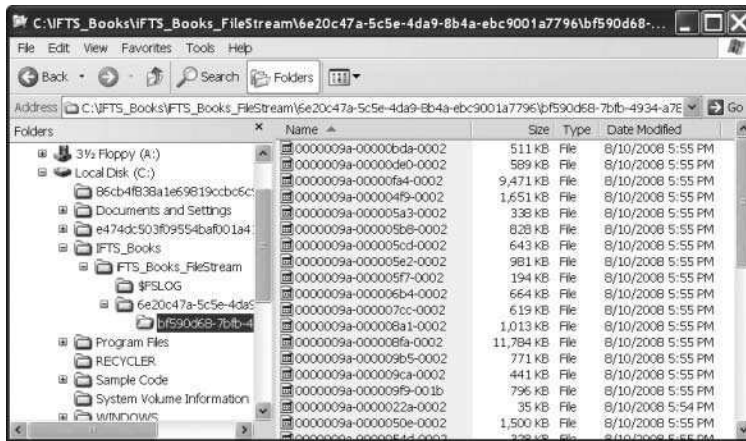 C:\IFTS_Books\iFTS_Books_FileStream\6e20c47a-5c5e-4da9-8b4a-ebc9001a7796\bf590d68-...
File Edit View Favorites Tools Help
Back Search Folders
Address C:\IFTS_Books\iFTS_Books_FileStream\6e20c47a-5c5e-4da9-8b4a-ebc9001a7796\bf590d68-7bfb-4934-a7E Go
Folders x
3½ Floppy (A:)
Local Disk (C:)
86cb4f838a1e69819ccbc6c
Documents and Settings
e474dc503f09554baf001a4
IFTS_Books
iFTS_Books_FileStream
$FSLOG
6e20c47a-5c5e-4da9
bf590d68-7bfb-4
Program Files
RECYCLER
Sample Code
System Volume Information
WINDOWS
Name Size Type Date Modified
0000009a-00000bda-0002 511 KB File 8/10/2008 5:55 PM
0000009a-00000de0-0002 589 KB File 8/10/2008 5:55 PM
0000009a-00000fa4-0002 9,471 KB File 8/10/2008 5:55 PM
0000009a-000004f9-0002 1,651 KB File 8/10/2008 5:55 PM
0000009a-000005a3-0002 338 KB File 8/10/2008 5:55 PM
0000009a-000005b8-0002 828 KB File 8/10/2008 5:55 PM
0000009a-000005cd-0002 643 KB File 8/10/2008 5:55 PM
0000009a-000005e2-0002 981 KB File 8/10/2008 5:55 PM
0000009a-000005f7-0002 194 KB File 8/10/2008 5:55 PM
0000009a-000006b4-0002 664 KB File 8/10/2008 5:55 PM
0000009a-000007cc-0002 619 KB File 8/10/2008 5:55 PM
0000009a-000008a1-0002 1,013 KB File 8/10/2008 5:55 PM
0000009a-000008fa-0002 11,784 KB File 8/10/2008 5:55 PM
0000009a-000009b5-0002 771 KB File 8/10/2008 5:55 PM
0000009a-000009ca-0002 441 KB File 8/10/2008 5:55 PM
0000009a-000009f9-001b 796 KB File 8/10/2008 5:55 PM
0000009a-0000022a-0002 35 KB File 8/10/2008 5:54 PM
0000009a-0000050e-0002 1,500 KB File 8/10/2008 5:55 PM